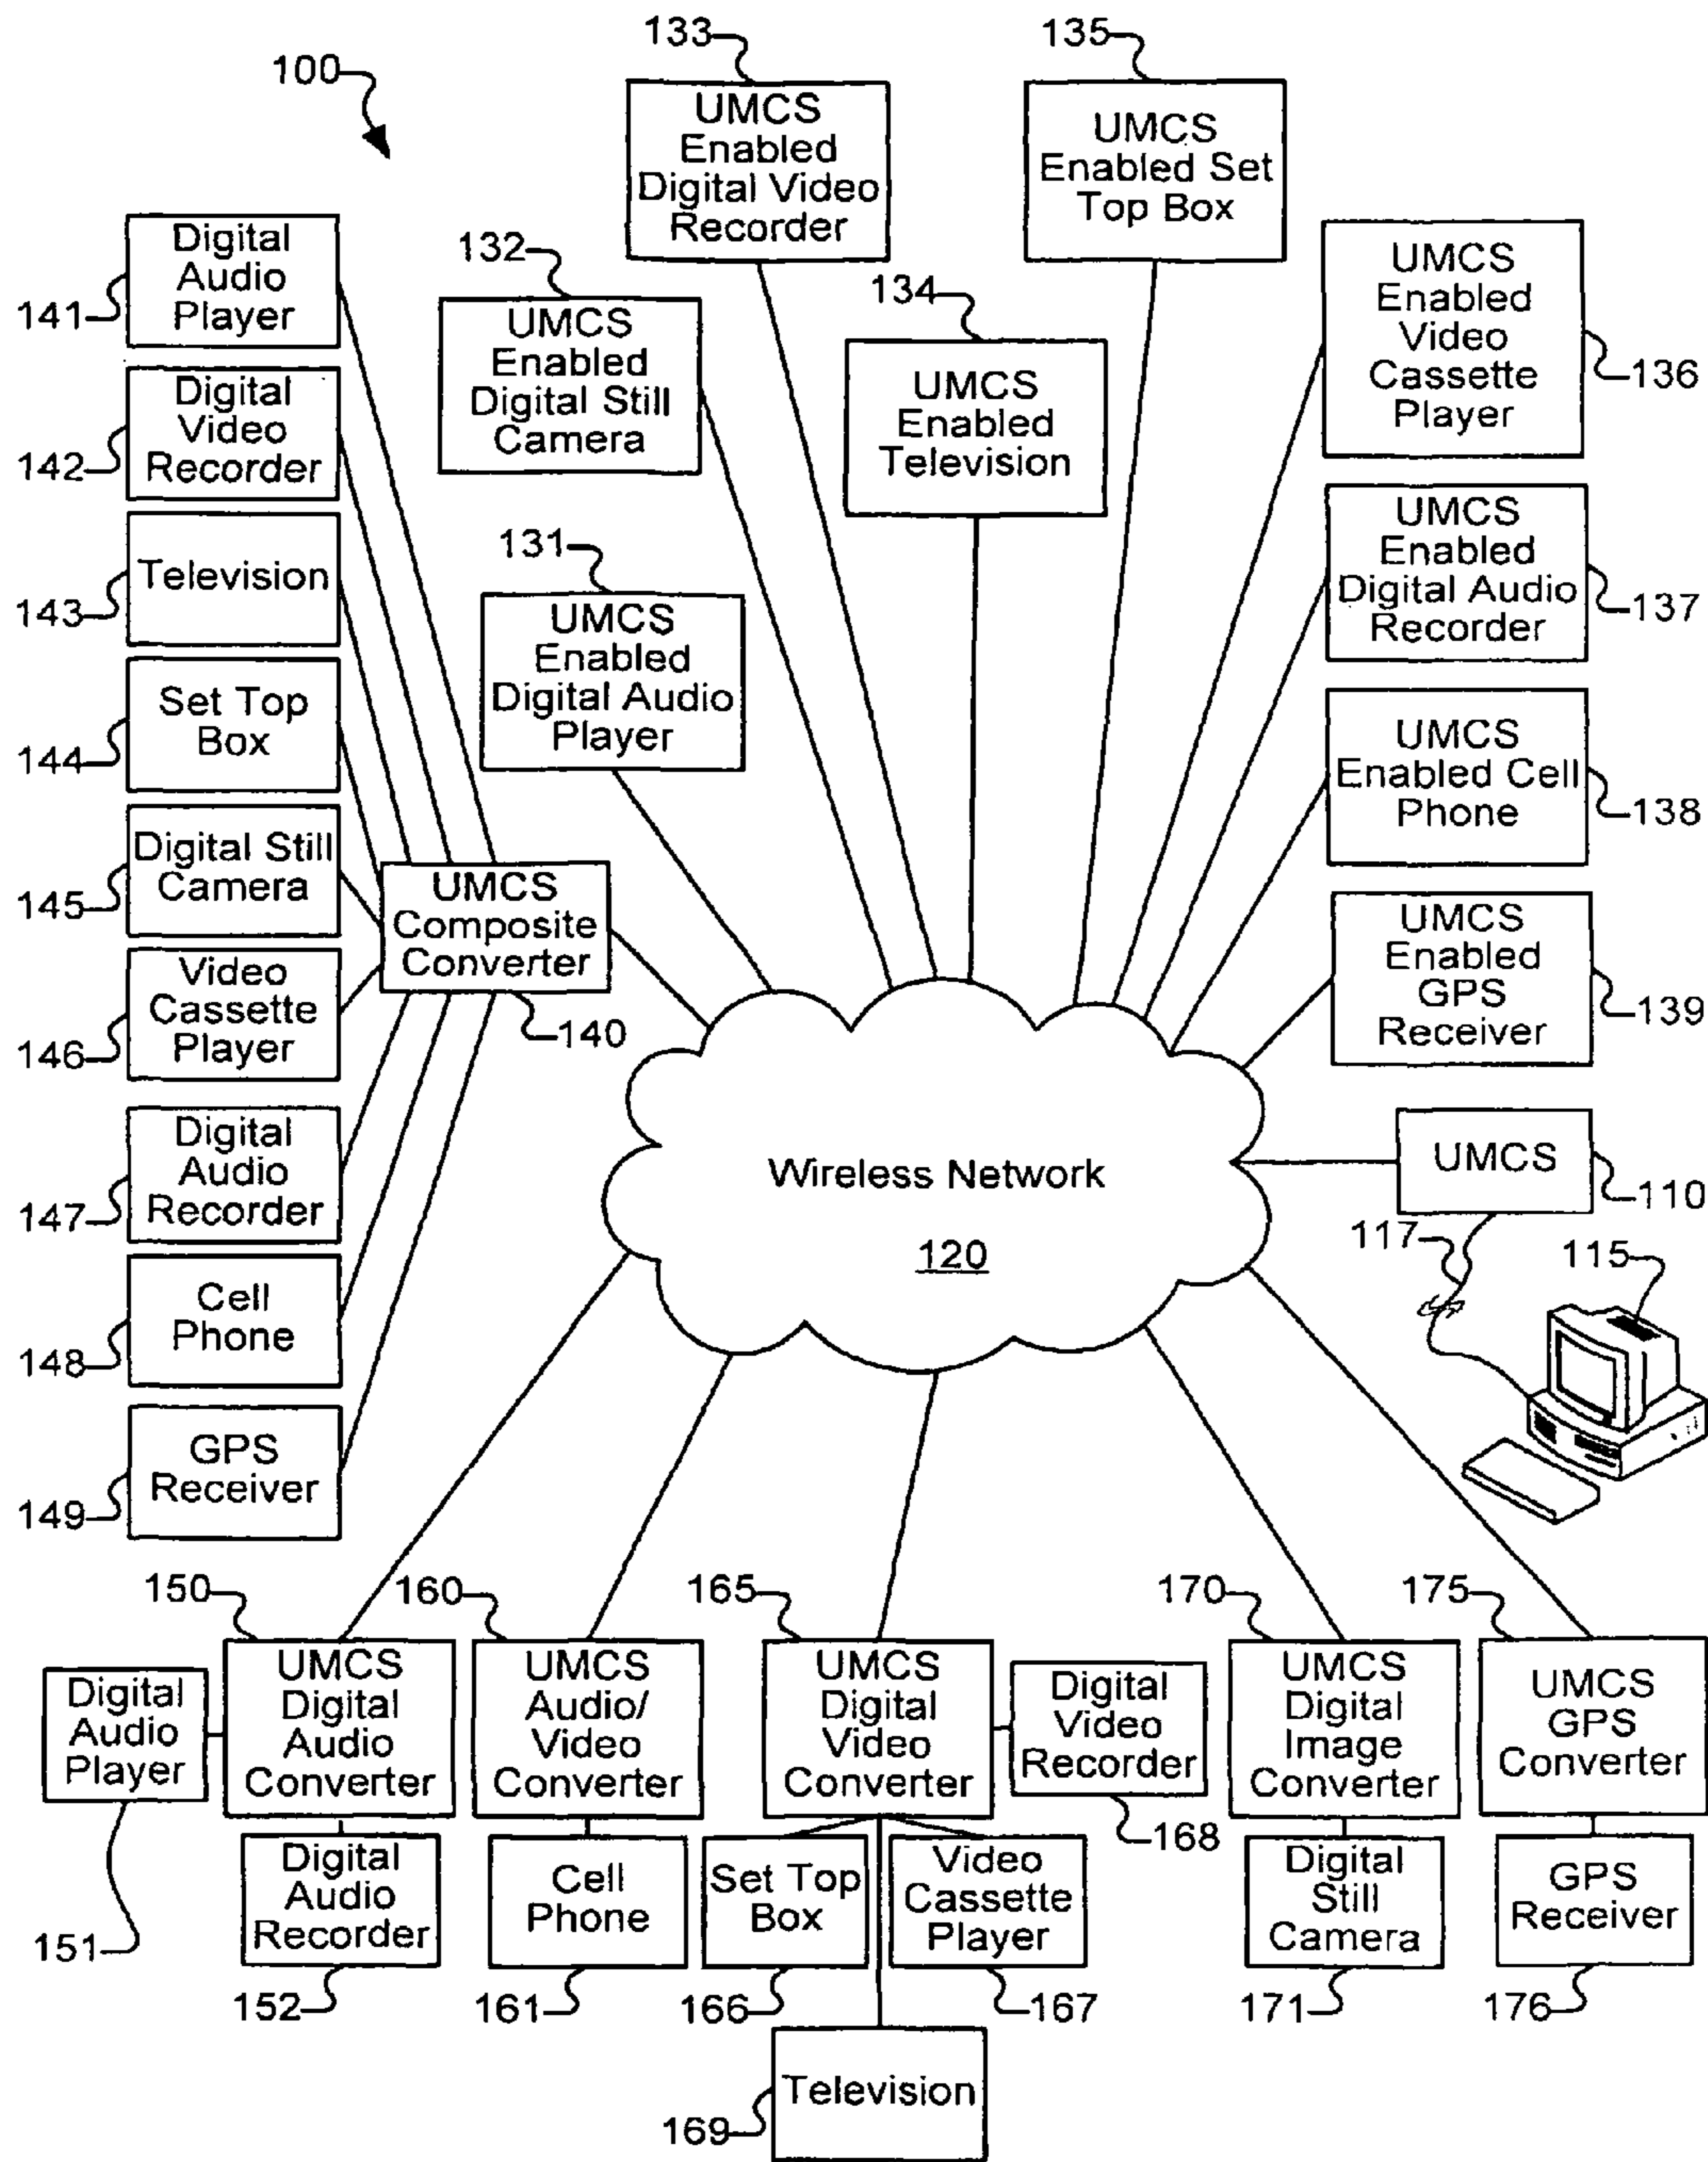 100
133
UMCS
Enabled
Digital Video
Recorder
135
UMCS
Enabled Set
Top Box
132
UMCS
Enabled
Digital Still
Camera
134
UMCS
Enabled
Television
UMCS
Enabled
Video
Cassette
Player
136
UMCS
Enabled
Digital Audio
Recorder
137
UMCS
Enabled Cell
Phone
138
UMCS
Enabled
GPS
Receiver
139
131
UMCS
Enabled
Digital Audio
Player
Digital
Audio
Player
141
Digital
Video
Recorder
142
Television
143
Set Top
Box
144
Digital Still
Camera
145
Video
Cassette
Player
146
Digital
Audio
Recorder
147
Cell
Phone
148
GPS
Receiver
149
UMCS
Composite
Converter
140
Wireless Network
120
UMCS
110
117
115
150
UMCS
Digital
Audio
Converter
Digital
Audio
Player
151
Digital
Audio
Recorder
152
160
UMCS
Audio/
Video
Converter
Cell
Phone
161
165
UMCS
Digital
Video
Converter
Digital
Video
Recorder
168
Set Top
Box
166
Video
Cassette
Player
167
Television
169
170
UMCS
Digital
Image
Converter
Digital
Still
Camera
171
175
UMCS
GPS
Converter
GPS
Receiver
176